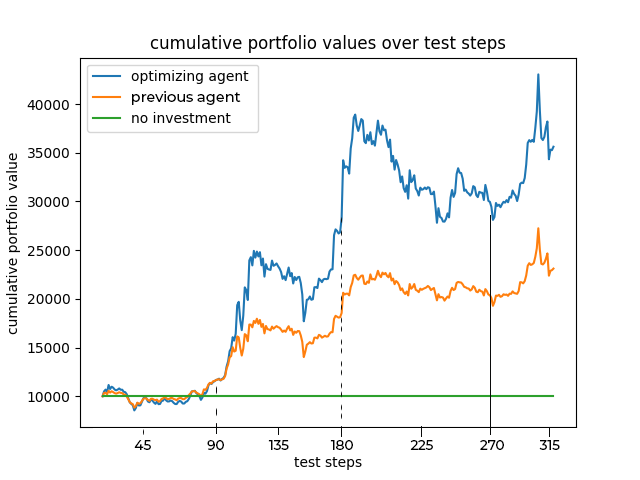 cumulative portfolio values over test steps
optimizing agent
previous agent
no investment
cumulative portfolio value
40000
35000
30000
25000
20000
15000
10000
45 90 135 180 225 270 315
test steps